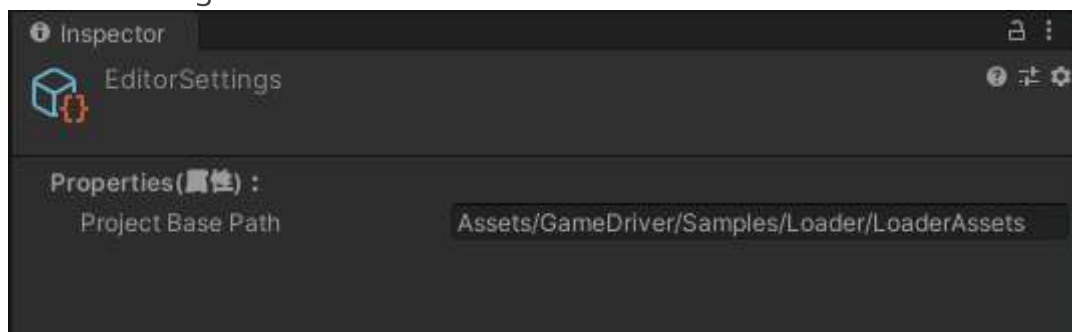 Inspector
EditorSettings
Properties(属性) :
Project Base Path
Assets/GameDriver/Samples/Loader/LoaderAssets